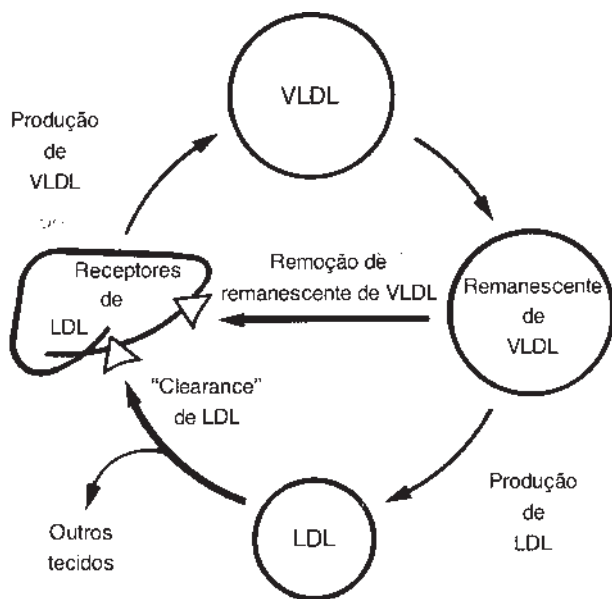 VLDL
Produção
de
VLDL
Receptores
de
LDL
Remoção de
remanescente de VLDL
Remanescente
de
VLDL
"Clearance"
de LDL
Outros
tecidos
LDL
Produção
de
LDL